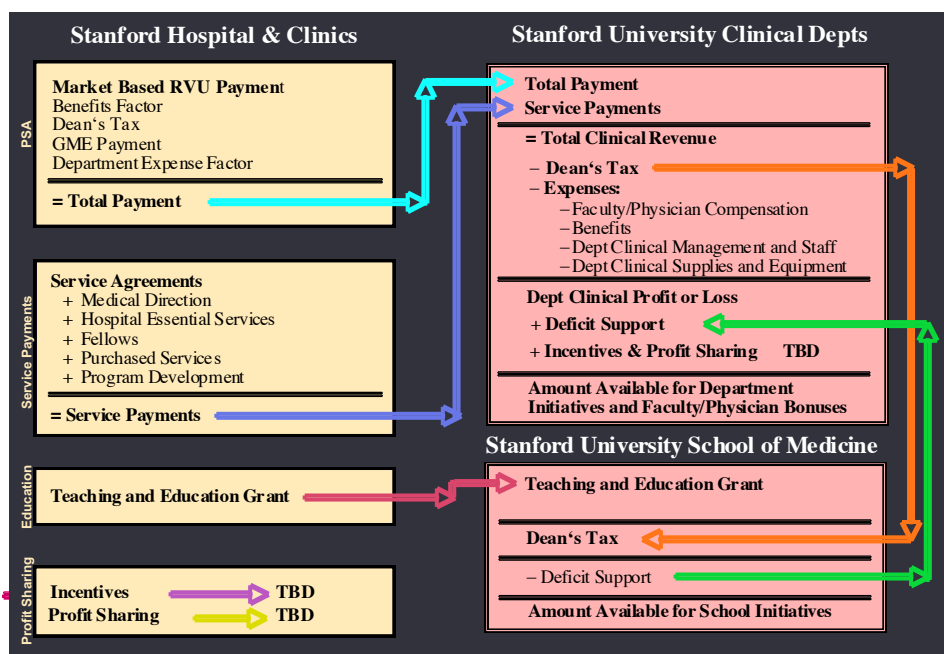 Stanford Hospital & Clinics
PSA
Market Based RVU Payment
Benefits Factor
Dean‘s Tax
GME Payment
Department Expense Factor
= Total Payment
Service Payments
Service Agreements
+ Medical Direction
+ Hospital Essential Services
+ Fellows
+ Purchased Services
+ Program Development
= Service Payments
Education
Teaching and Education Grant
Profit Sharing
Incentives TBD
Profit Sharing TBD
Stanford University Clinical Depts
Total Payment
Service Payments
= Total Clinical Revenue
– Dean‘s Tax
– Expenses:
– Faculty/Physician Compensation
– Benefits
– Dept Clinical Management and Staff
– Dept Clinical Supplies and Equipment
Dept Clinical Profit or Loss
+ Deficit Support
+ Incentives & Profit Sharing TBD
Amount Available for Department
Initiatives and Faculty/Physician Bonuses
Stanford University School of Medicine
Teaching and Education Grant
Dean‘s Tax
– Deficit Support
Amount Available for School Initiatives